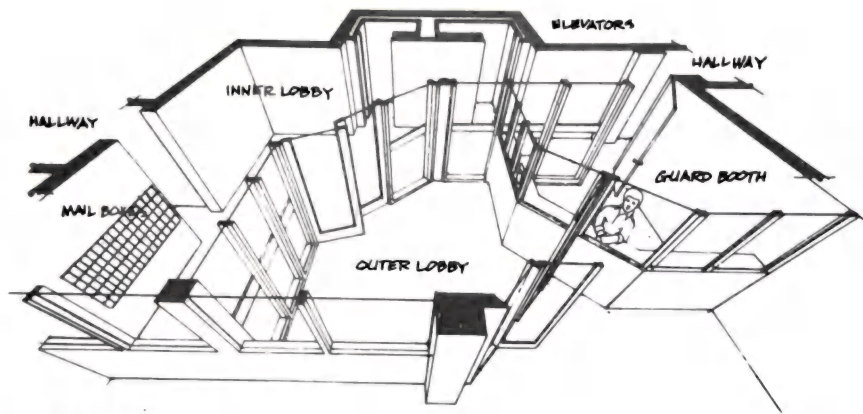 ELEVATORS
HALLWAY
INNER LOBBY
HALLWAY
GUARD BOOTH
MAIL BOXES
OUTER LOBBY